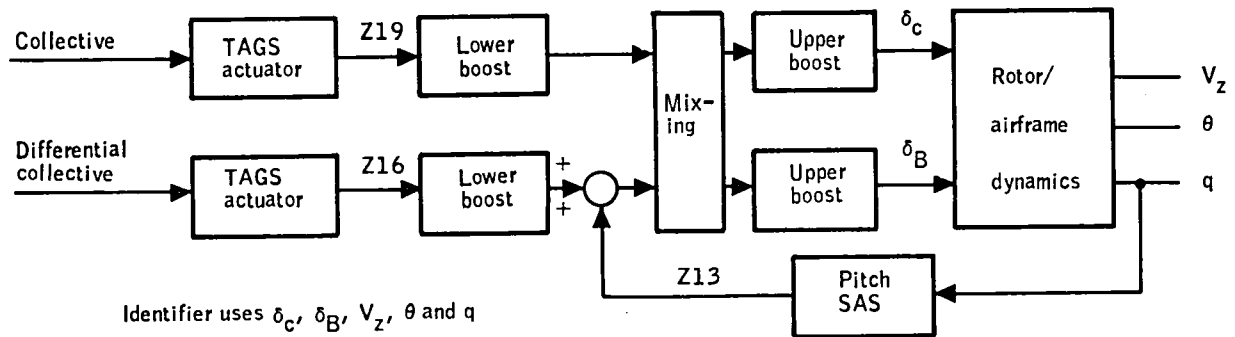 Collective
TAGS
actuator
Z19
Lower
boost
Mix-
ing
Upper
boost
δc
Rotor/
airframe
dynamics
Vz
θ
q
Differential
collective
TAGS
actuator
Z16
Lower
boost
+
+
Upper
boost
δB
Z13
Pitch
SAS
Identifier uses δc, δB, Vz, θ and q